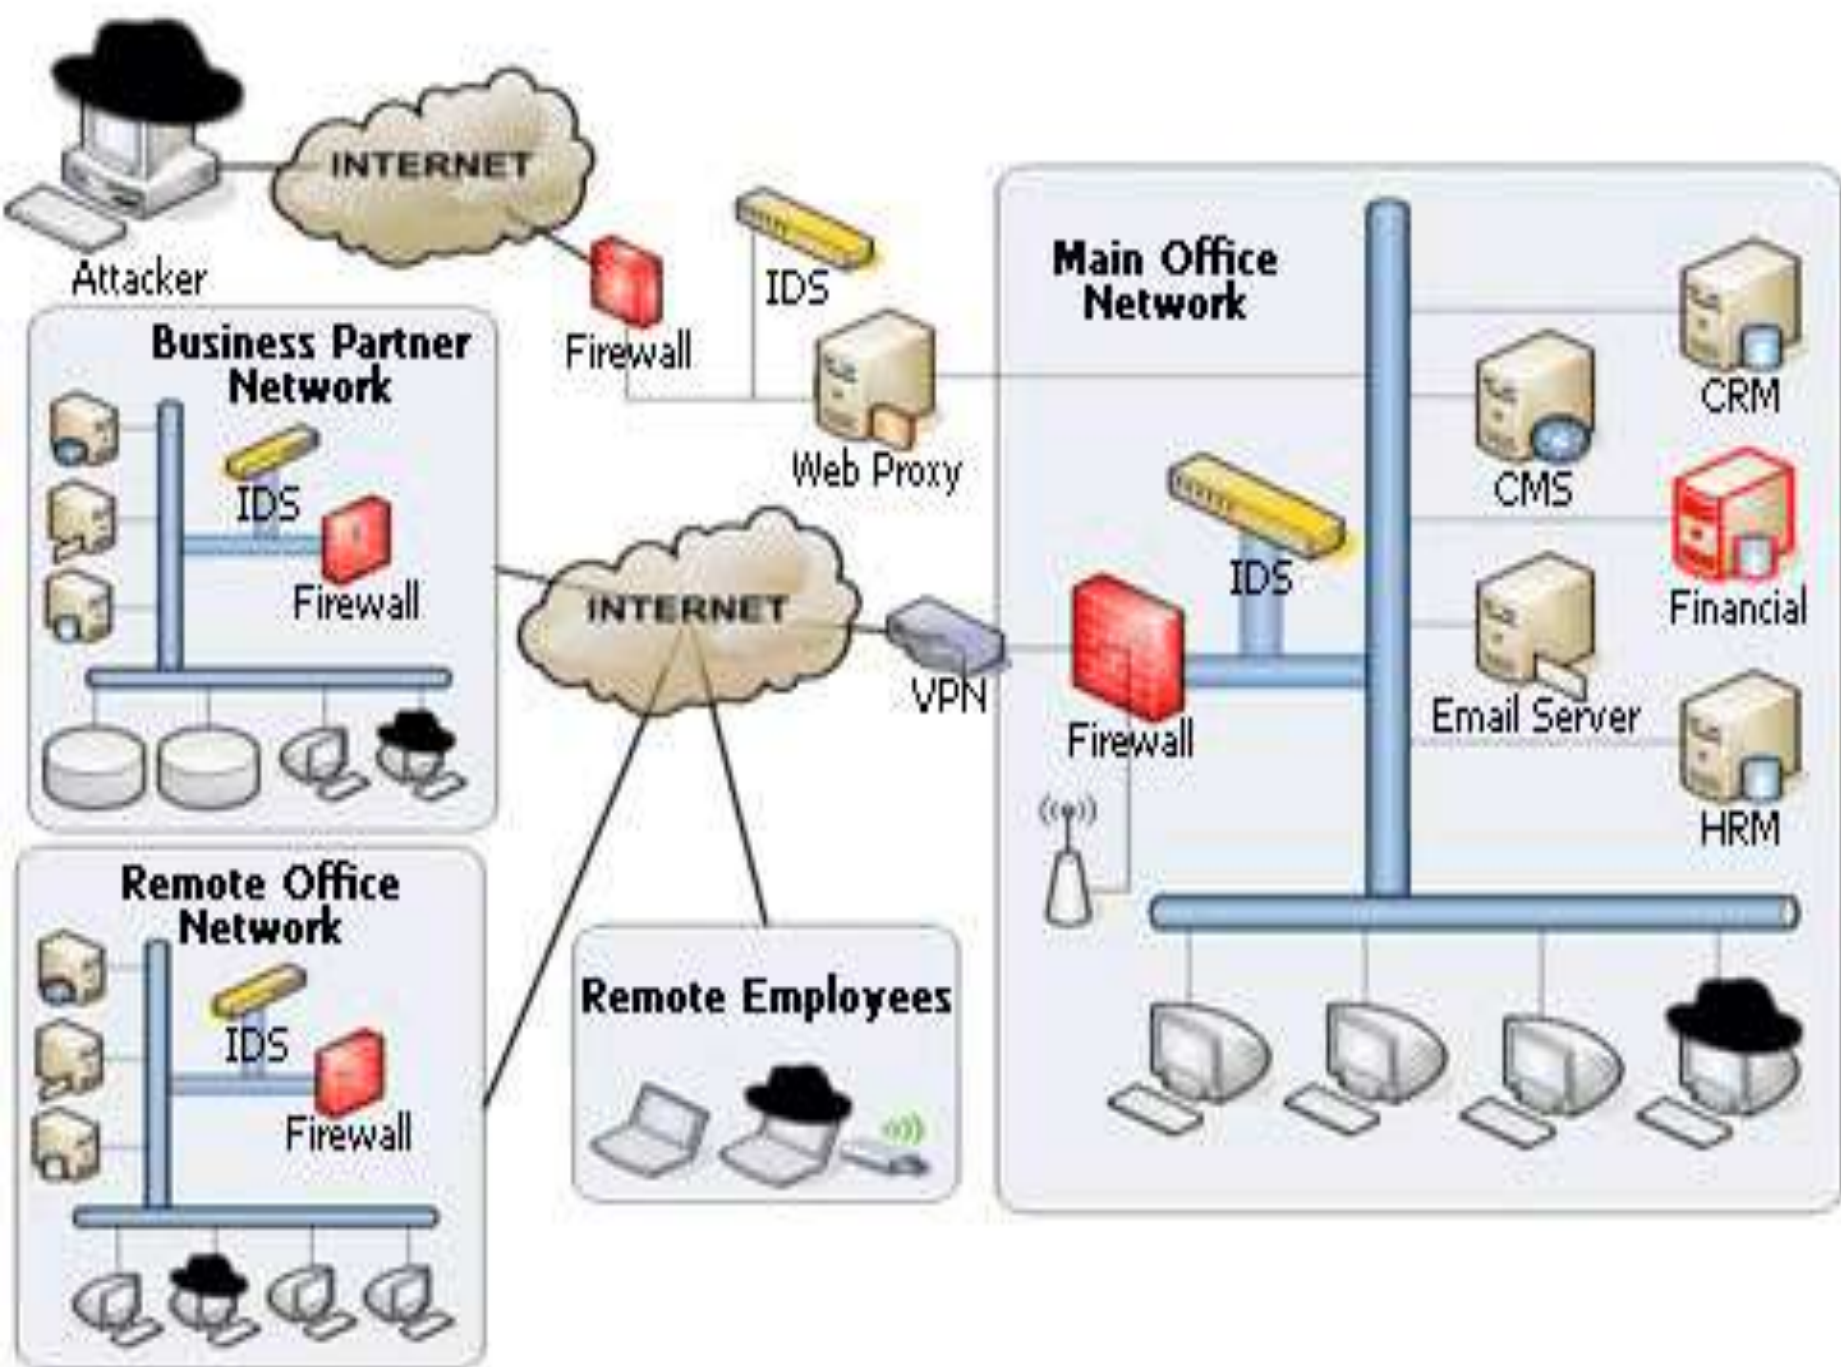 INTERNET
Attacker
Firewall
IDS
Web Proxy
Business Partner
Network
IDS
Firewall
INTERNET
VPN
Remote Office
Network
IDS
Firewall
Remote Employees
Main Office
Network
CRM
CMS
IDS
Financial
Firewall
Email Server
HRM